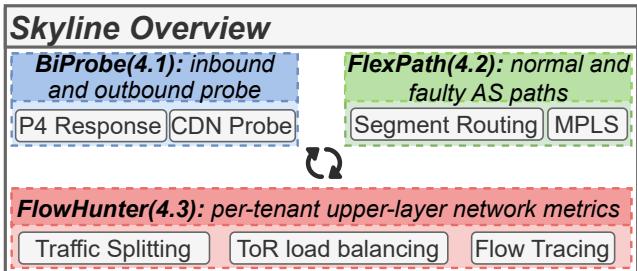 Skyline Overview
BiProbe(4.1): inbound
and outbound probe
P4 Response CDN Probe
FlexPath(4.2): normal and
faulty AS paths
Segment Routing MPLS
FlowHunter(4.3): per-tenant upper-layer network metrics
Traffic Splitting ToR load balancing Flow Tracing